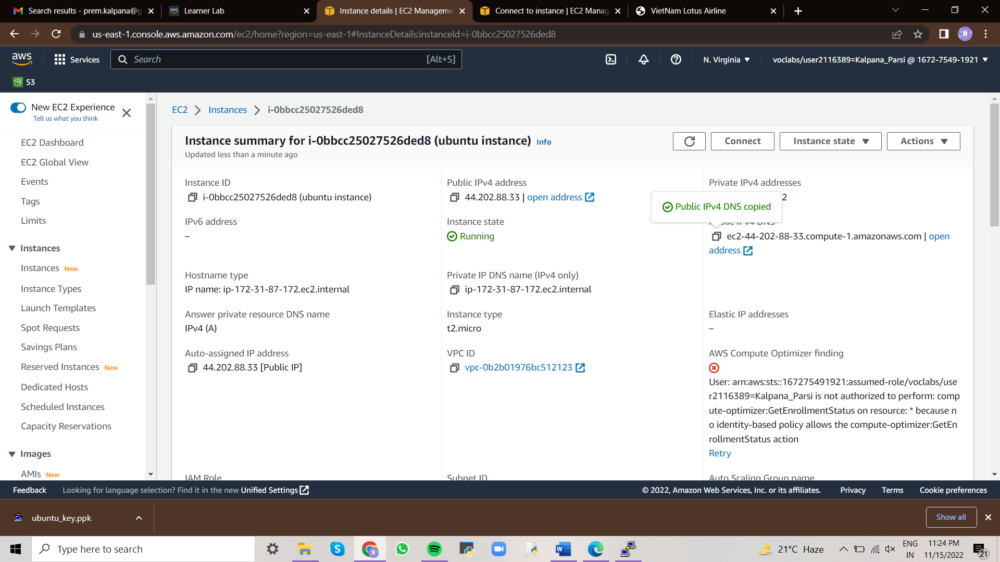 Search results - prem.kalpana@g
Learner Lab
Instance details | EC2 Manageme
Connect to instance | EC2 Manag
VietNam Lotus Airline
us-east-1.console.aws.amazon.com/ec2/home?region=us-east-1#InstanceDetails:instanceId=i-0bbcc25027526ded8
aws
Services
Search
[Alt+S]
N. Virginia
voclabs/user2116389=Kalpana_Parsi @ 1672-7549-1921
S3
New EC2 Experience
Tell us what you think
EC2 Dashboard
EC2 Global View
Events
Tags
Limits
Instances
Instances New
Instance Types
Launch Templates
Spot Requests
Savings Plans
Reserved Instances New
Dedicated Hosts
Scheduled Instances
Capacity Reservations
Images
AMIs New
EC2
Instances
i-0bbcc25027526ded8
Instance summary for i-0bbcc25027526ded8 (ubuntu instance) Info
Updated less than a minute ago
Connect
Instance state
Actions
Instance ID
i-0bbcc25027526ded8 (ubuntu instance)
Public IPv4 address
44.202.88.33 | open address
Private IPv4 addresses
2
Public IPv4 DNS copied
IPv6 address
–
Instance state
Running
Public IPv4 DNS
ec2-44-202-88-33.compute-1.amazonaws.com | open
address
Hostname type
IP name: ip-172-31-87-172.ec2.internal
Private IP DNS name (IPv4 only)
ip-172-31-87-172.ec2.internal
Answer private resource DNS name
IPv4 (A)
Instance type
t2.micro
Elastic IP addresses
–
Auto-assigned IP address
44.202.88.33 [Public IP]
VPC ID
vpc-0b2b01976bc512123
AWS Compute Optimizer finding
User: arn:aws:sts::167275491921:assumed-role/voclabs/use
r2116389=Kalpana_Parsi is not authorized to perform: comp
ute-optimizer:GetEnrollmentStatus on resource: * because n
o identity-based policy allows the compute-optimizer:GetEn
rollmentStatus action
Retry
IAM Role
Subnet ID
Auto Scaling Group name
Feedback
Looking for language selection? Find it in the new Unified Settings
© 2022, Amazon Web Services, Inc. or its affiliates.
Privacy
Terms
Cookie preferences
ubuntu_key.ppk
Show all
Type here to search
21°C Haze
ENG
IN
11:24 PM
11/15/2022
21